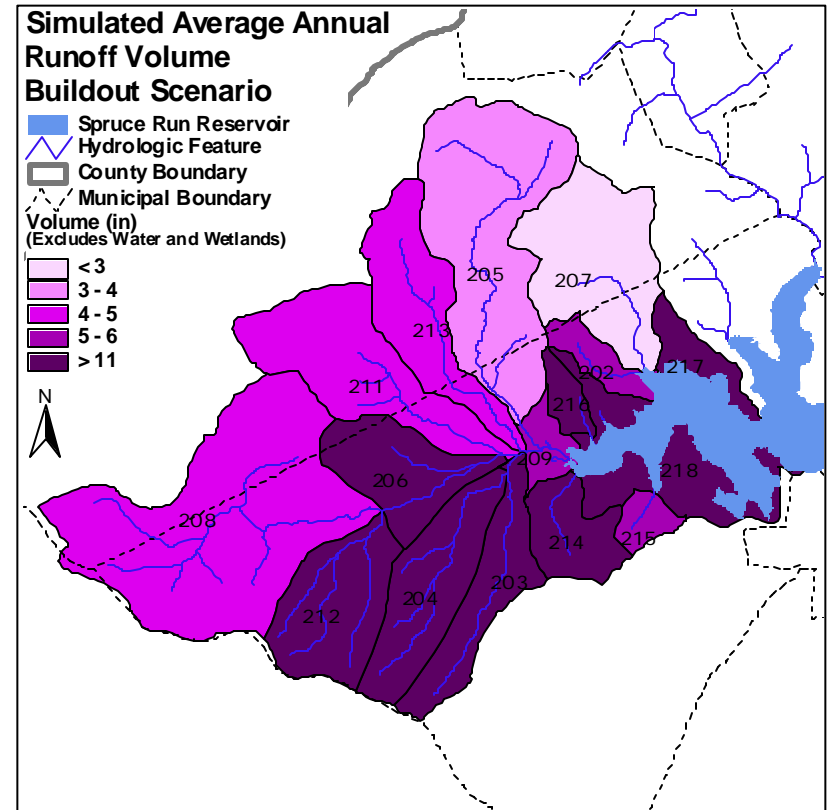 Simulated Average Annual
Runoff Volume
Buildout Scenario
Spruce Run Reservoir
Hydrologic Feature
County Boundary
Municipal Boundary
Volume (in)
(Excludes Water and Wetlands)
< 3
3 - 4
4 - 5
5 - 6
> 11
N
205
207
213
217
202
211
216
209
206
218
208
215
214
203
204
212